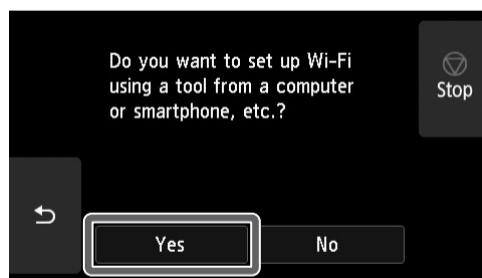 Do you want to set up Wi-Fi
using a tool from a computer
or smartphone, etc.?
Stop
Yes
No